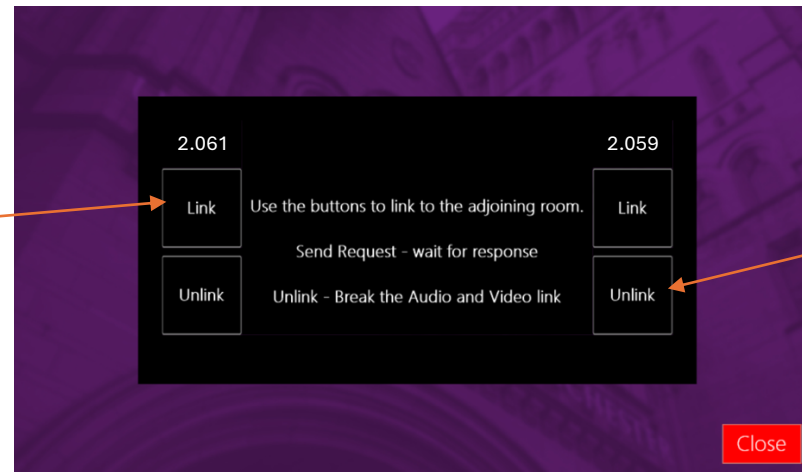 2.061
2.059
Link
Use the buttons to link to the adjoining room.
Link
Send Request - wait for response
Unlink
Unlink - Break the Audio and Video link
Unlink
Close